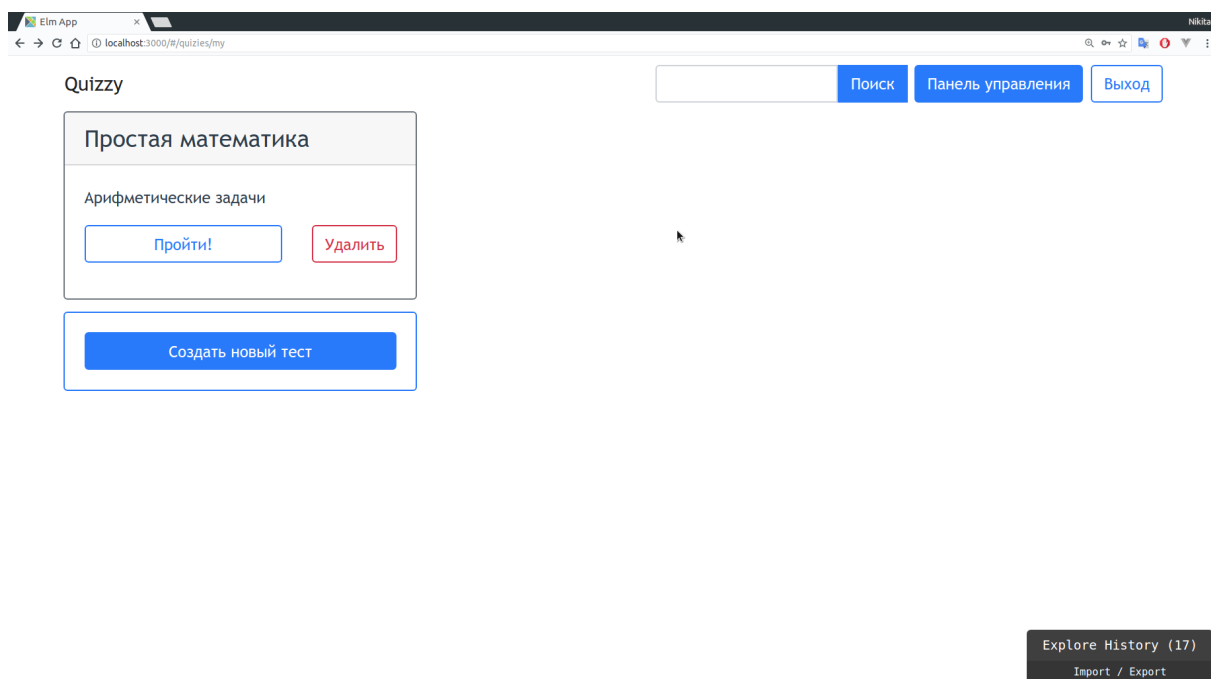 Elm App
Nikita
localhost:3000/#/quizies/my
Quizzy
Поиск
Панель управления
Выход
Простая математика
Арифметические задачи
Пройти!
Удалить
Создать новый тест
Explore History (17)
Import / Export